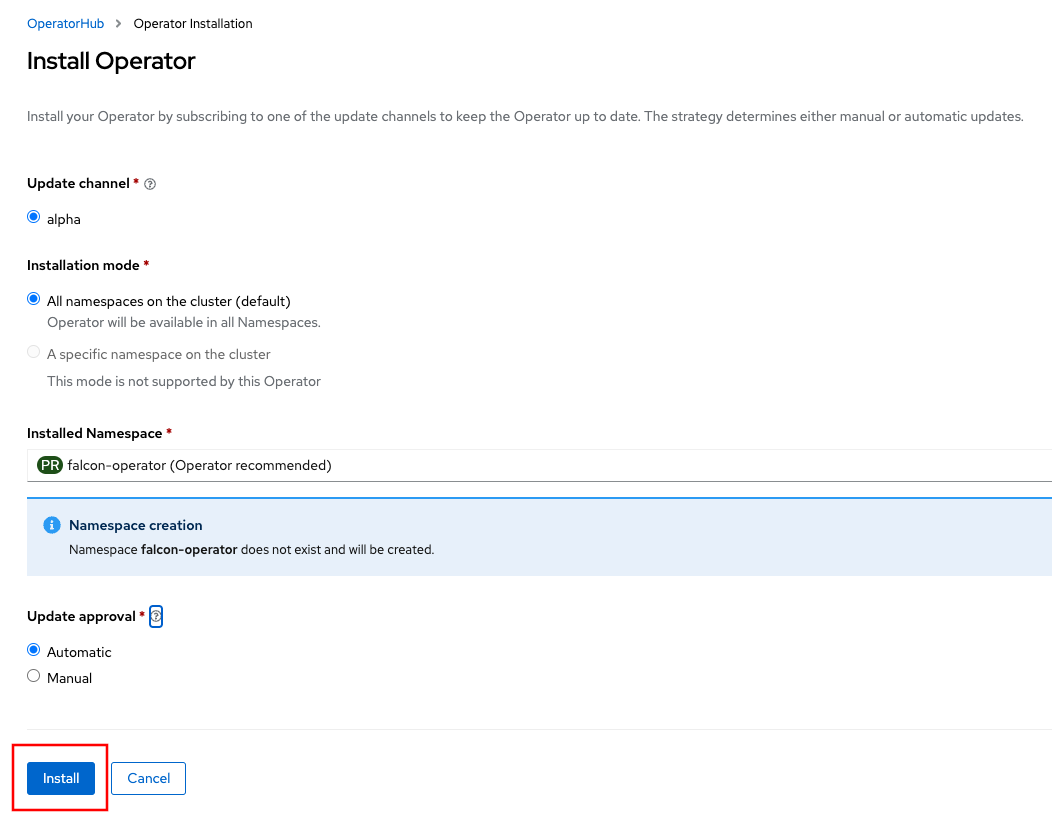 OperatorHub > Operator Installation
Install Operator
Install your Operator by subscribing to one of the update channels to keep the Operator up to date. The strategy determines either manual or automatic updates.
Update channel *
alpha
Installation mode *
All namespaces on the cluster (default)
Operator will be available in all Namespaces.
A specific namespace on the cluster
This mode is not supported by this Operator
Installed Namespace *
PR falcon-operator (Operator recommended)
Namespace creation
Namespace falcon-operator does not exist and will be created.
Update approval *
Automatic
Manual
Install Cancel